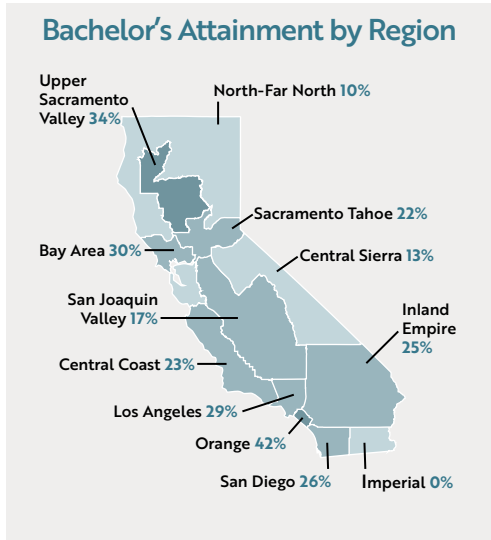 Bachelor’s Attainment by Region
Upper
Sacramento
Valley 34%
North-Far North 10%
Sacramento Tahoe 22%
Bay Area 30%
Central Sierra 13%
San Joaquin
Valley 17%
Inland
Empire
25%
Central Coast 23%
Los Angeles 29%
Orange 42%
San Diego 26%
Imperial 0%